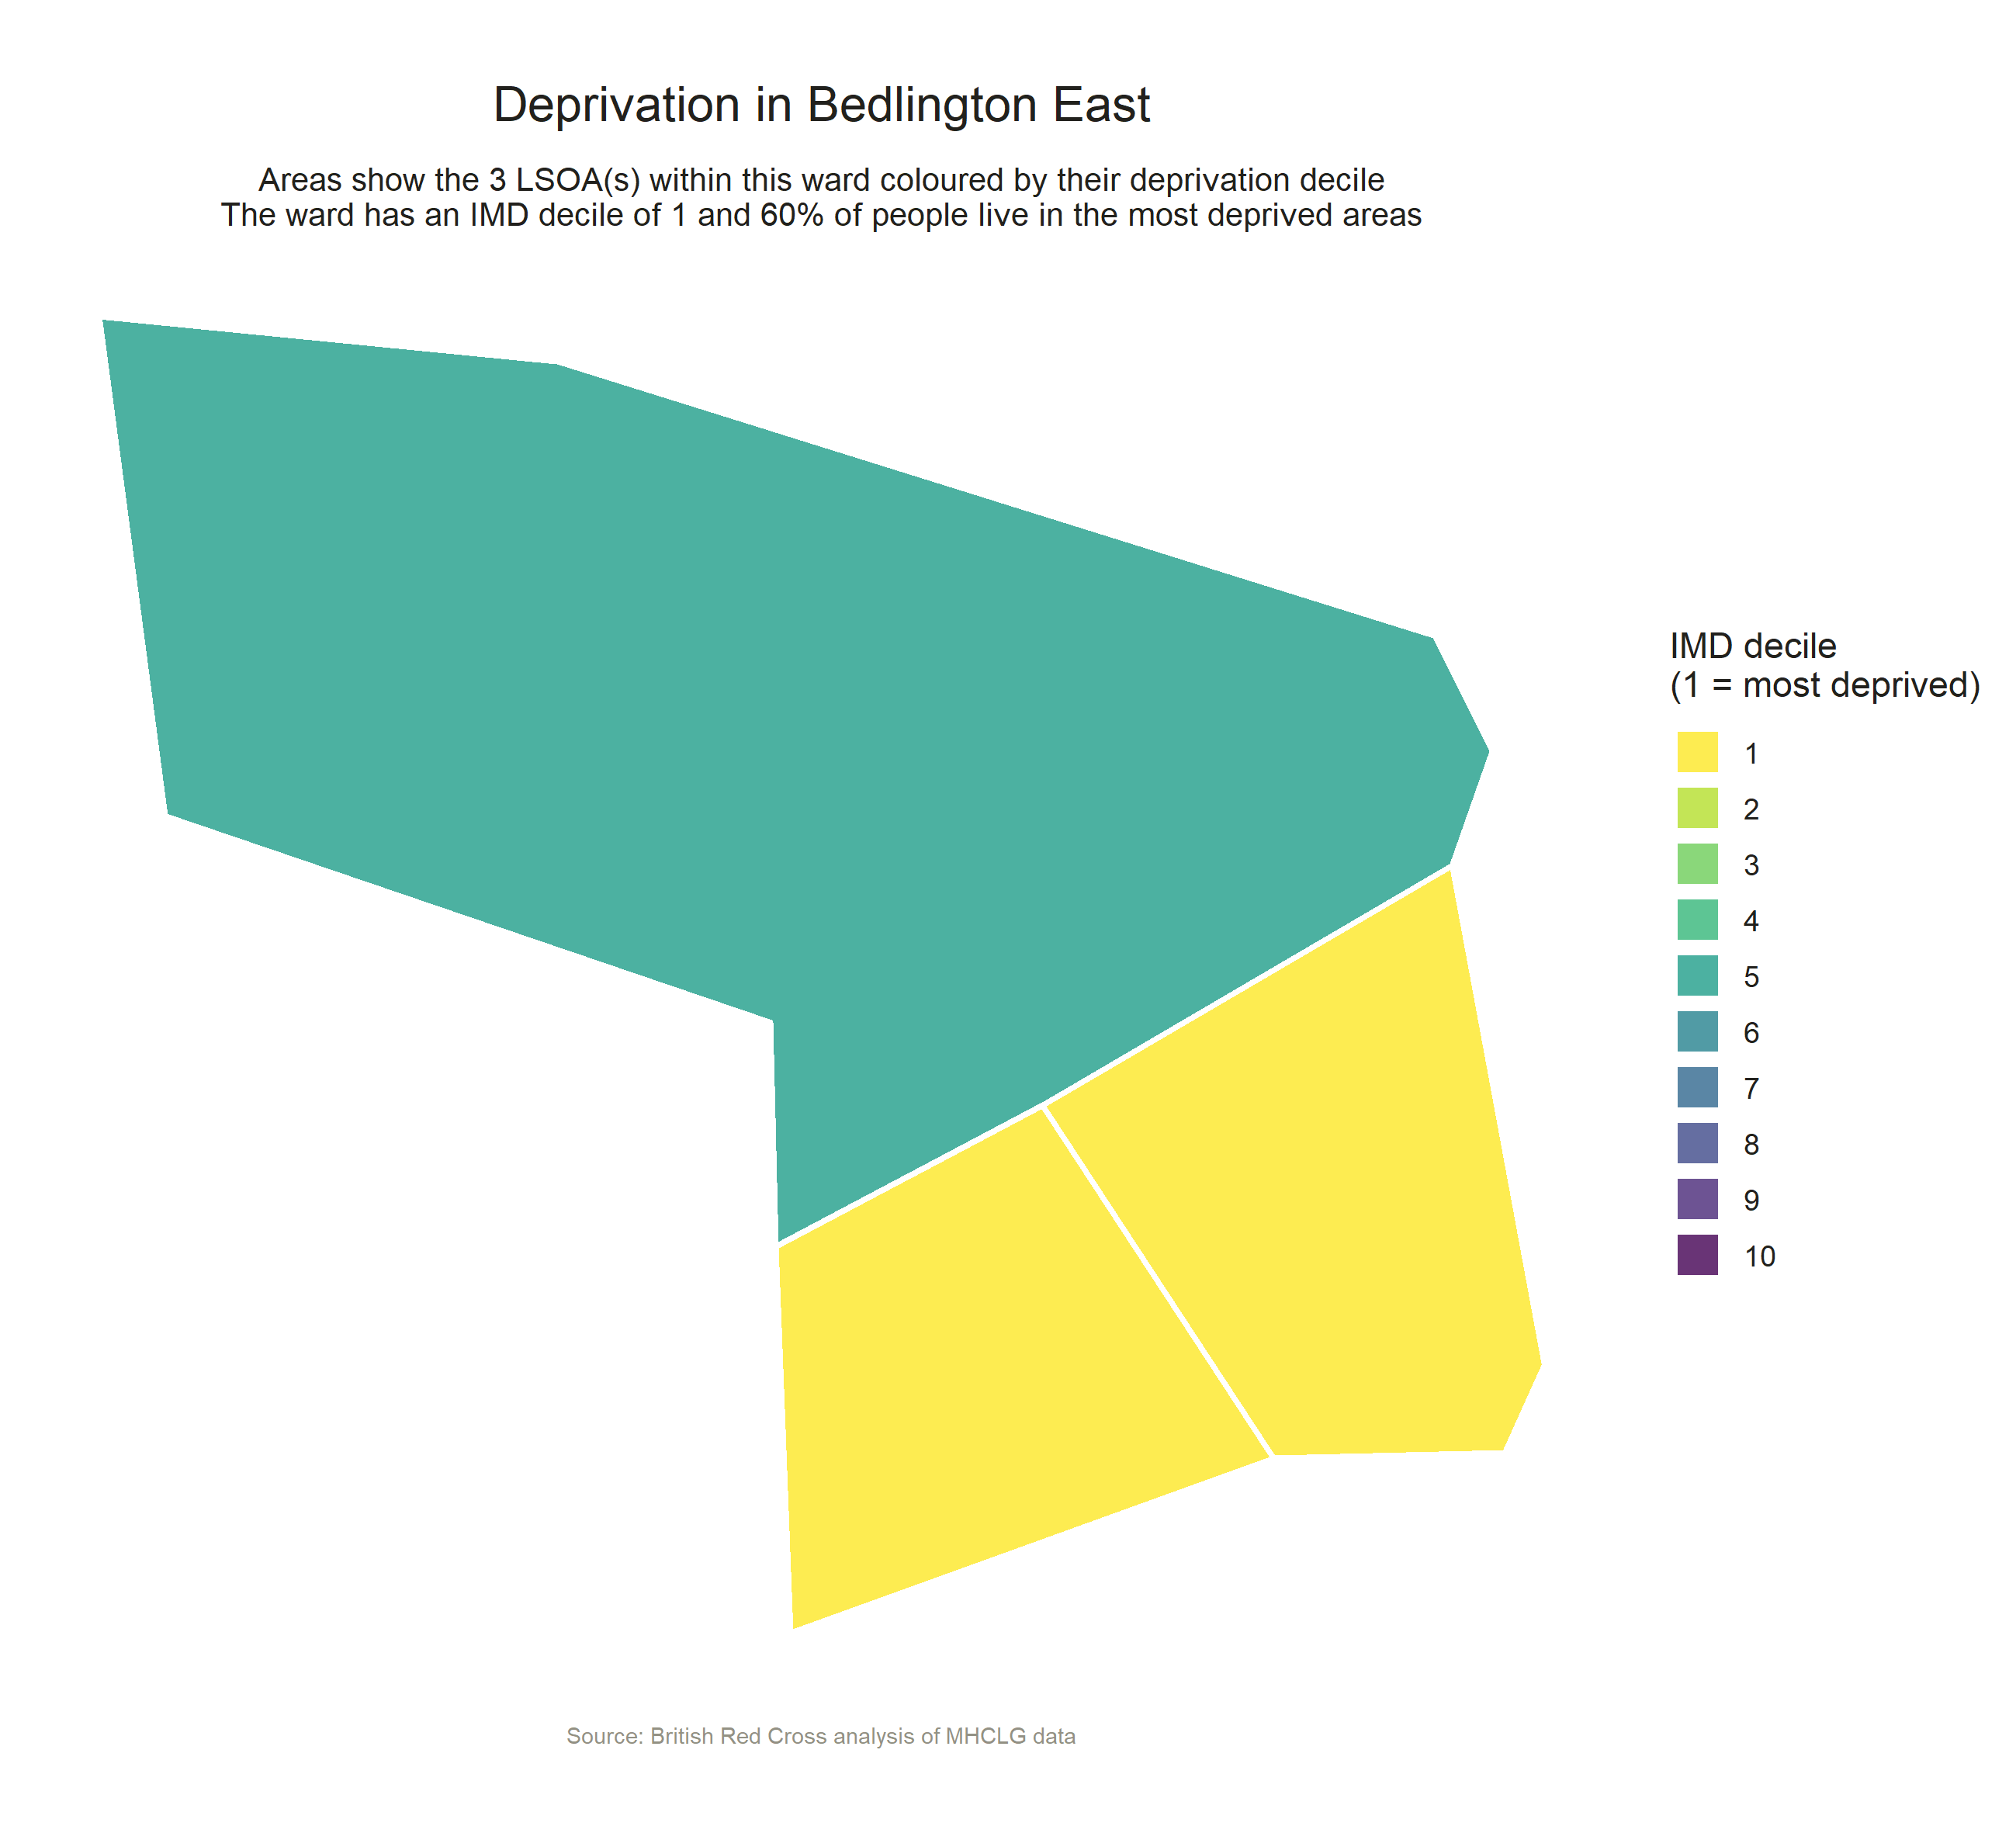 Deprivation in Bedlington East
Areas show the 3 LSOA(s) within this ward coloured by their deprivation decile
The ward has an IMD decile of 1 and 60% of people live in the most deprived areas
IMD decile
(1 = most deprived)
1
2
3
4
5
6
7
8
9
10
Source: British Red Cross analysis of MHCLG data